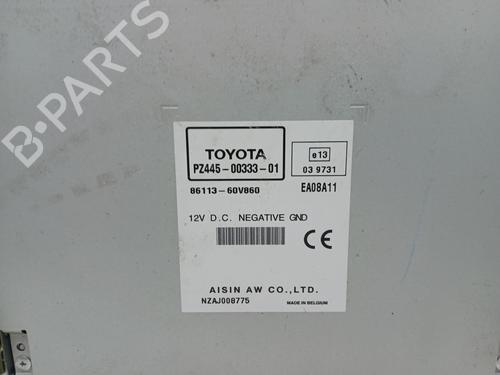 B-PARTS
TOYOTA
PZ445-00333-01
e13
03 9731
86113-60V860
EA08A11
12V D.C. NEGATIVE GND
CE
AISIN AW CO.,LTD.
NZAJ008775
MADE IN BELGIUM